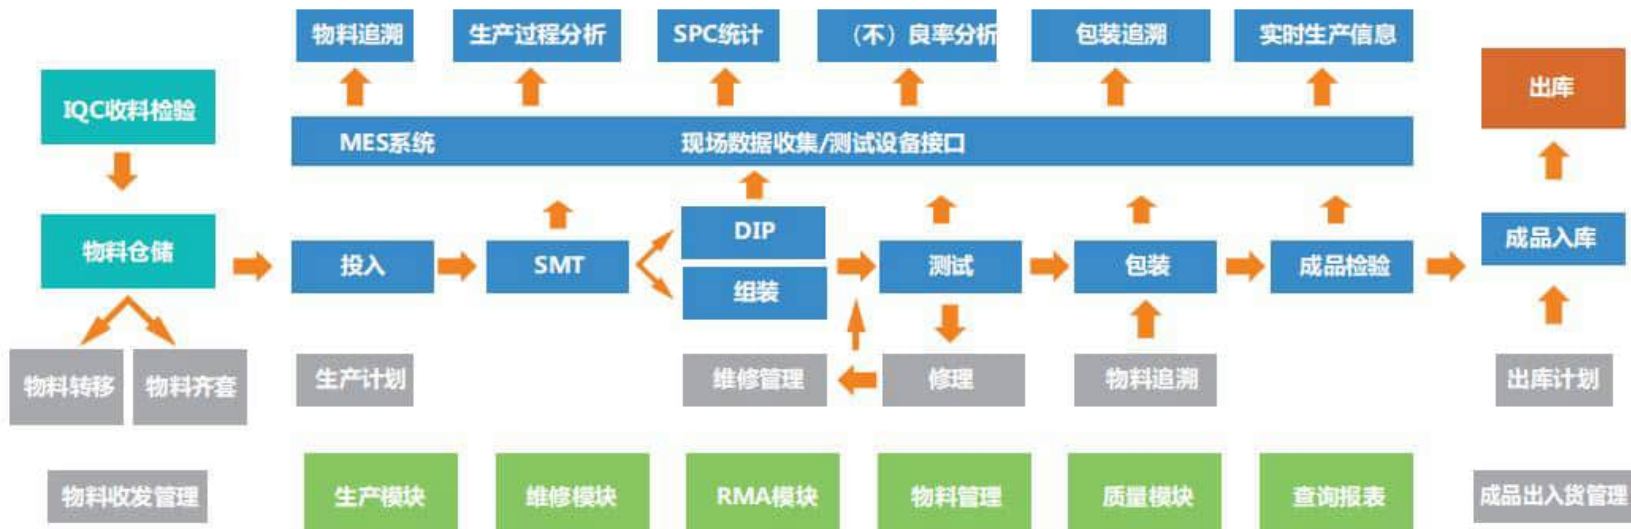 物料追溯
生产过程分析
SPC统计
（不）良率分析
包装追溯
实时生产信息
出库
IQC收料检验
MES系统
现场数据收集/测试设备接口
物料仓储
投入
SMT
DIP
组装
测试
包装
成品检验
成品入库
物料转移
物料齐套
生产计划
维修管理
修理
物料追溯
出库计划
物料收发管理
生产模块
维修模块
RMA模块
物料管理
质量模块
查询报表
成品出入货管理